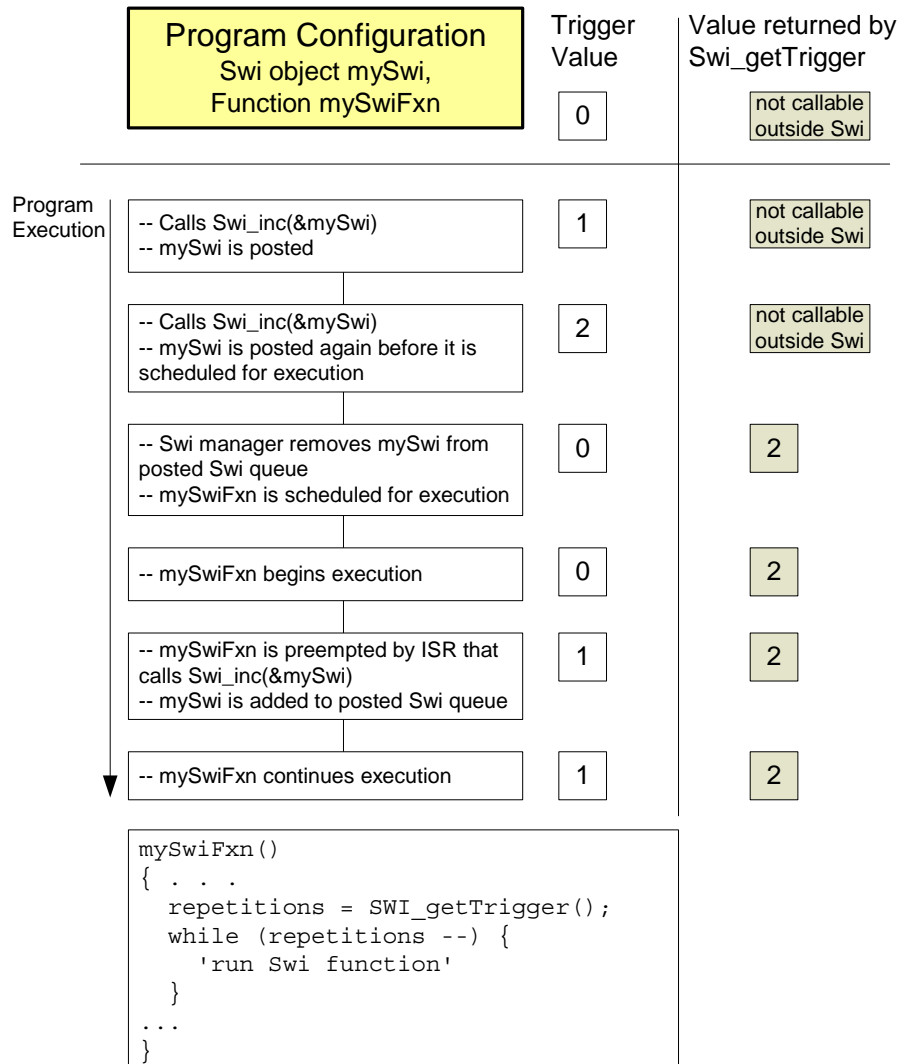 Program Configuration
Swi object mySwi,
Function mySwiFxn
Trigger
Value
Value returned by
Swi_getTrigger
0
not callable
outside Swi
Program
Execution
-- Calls Swi_inc(&mySwi)
-- mySwi is posted
1
not callable
outside Swi
-- Calls Swi_inc(&mySwi)
-- mySwi is posted again before it is
scheduled for execution
2
not callable
outside Swi
-- Swi manager removes mySwi from
posted Swi queue
-- mySwiFxn is scheduled for execution
0
2
-- mySwiFxn begins execution
0
2
-- mySwiFxn is preempted by ISR that
calls Swi_inc(&mySwi)
-- mySwi is added to posted Swi queue
1
2
-- mySwiFxn continues execution
1
2
mySwiFxn()
{ . . .
repetitions = SWI_getTrigger();
while (repetitions --) {
'run Swi function'
}
...
}